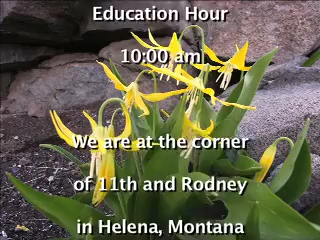 Education Hour
10:00 am
We are at the corner
of 11th and Rodney
in Helena, Montana